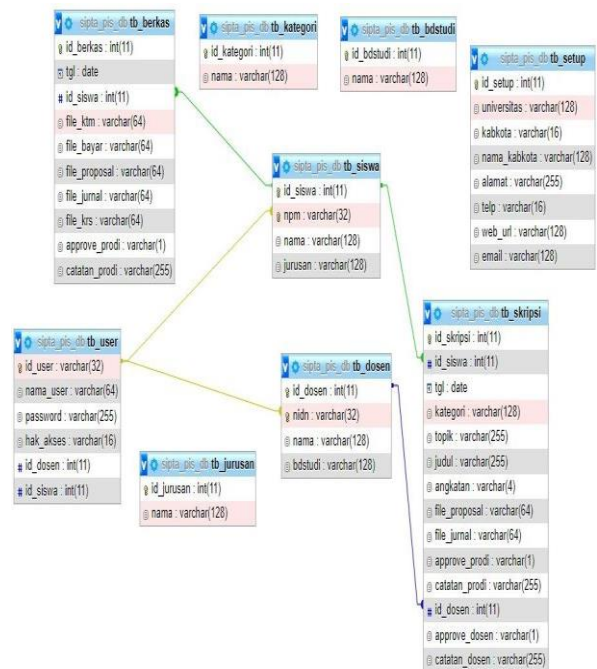 sipta_pis_db tb_berkas
id_berkas : int(11)
tgl : date
id_siswa : int(11)
file_ktm : varchar(64)
file_bayar : varchar(64)
file_proposal : varchar(64)
file_jurnal : varchar(64)
file_krs : varchar(64)
approve_prodi : varchar(1)
catatan_prodi : varchar(255)
sipta_pis_db tb_kategori
id_kategori : int(11)
nama : varchar(128)
sipta_pis_db tb_bdstudi
id_bdstudi : int(11)
nama : varchar(128)
sipta_pis_db tb_setup
id_setup : int(11)
universitas : varchar(128)
kabkota : varchar(16)
nama_kabkota : varchar(128)
alamat : varchar(255)
telp : varchar(16)
web_url : varchar(128)
email : varchar(128)
sipta_pis_db tb_siswa
id_siswa : int(11)
npm : varchar(32)
nama : varchar(128)
jurusan : varchar(128)
sipta_pis_db tb_user
id_user : varchar(32)
nama_user : varchar(64)
password : varchar(255)
hak_akses : varchar(16)
id_dosen : int(11)
id_siswa : int(11)
sipta_pis_db tb_jurusan
id_jurusan : int(11)
nama : varchar(128)
sipta_pis_db tb_dosen
id_dosen : int(11)
nidn : varchar(32)
nama : varchar(128)
bdstudi : varchar(128)
sipta_pis_db tb_skripsi
id_skripsi : int(11)
id_siswa : int(11)
tgl : date
kategori : varchar(128)
topik : varchar(255)
judul : varchar(255)
angkatan : varchar(4)
file_proposal : varchar(64)
file_jurnal : varchar(64)
approve_prodi : varchar(1)
catatan_prodi : varchar(255)
id_dosen : int(11)
approve_dosen : varchar(1)
catatan_dosen : varchar(255)